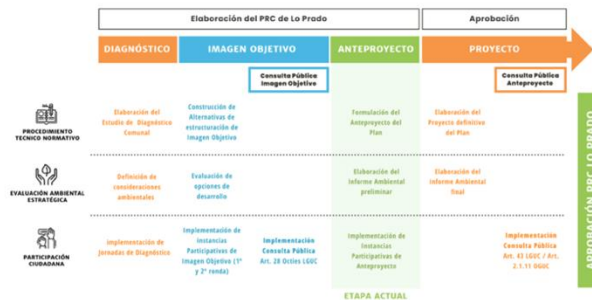 Elaboración del PRC de Lo Prado
Aprobación
DIAGNÓSTICO
IMAGEN OBJETIVO
ANTEPROYECTO
PROYECTO
Consulta Pública
Imagen Objetivo
Consulta Pública
Anteproyecto
PROCEDIMIENTO
TECNICO NORMATIVO
Elaboración del
Estudio de Diagnóstico
Comunal
Construcción de
Alternativas de
estructuración de
Imagen Objetivo
Formulación del
Anteproyecto del
Plan
Elaboración del
Proyecto definitivo
del Plan
EVALUACIÓN AMBIENTAL
ESTRATÉGICA
Definición de
consideraciones
ambientales
Evaluación de
opciones de
desarrollo
Elaboración del
Informe Ambiental
preliminar
Elaboración del
Informe Ambiental
final
PARTICIPACIÓN
CIUDADANA
Implementación de
Jornadas de Diagnóstico
Implementación de
Instancias
Participativas de
Imagen Objetivo (1º
y 2º ronda)
Implementación
Consulta Pública
Art. 28 Octies LGUC
Implementación de
Instancias
Participativas de
Anteproyecto
Implementación
Consulta Pública
Art. 43 LGUC / Art.
2.1.11 OGUC
ETAPA ACTUAL
APROBACIÓN PRC LO PRADO